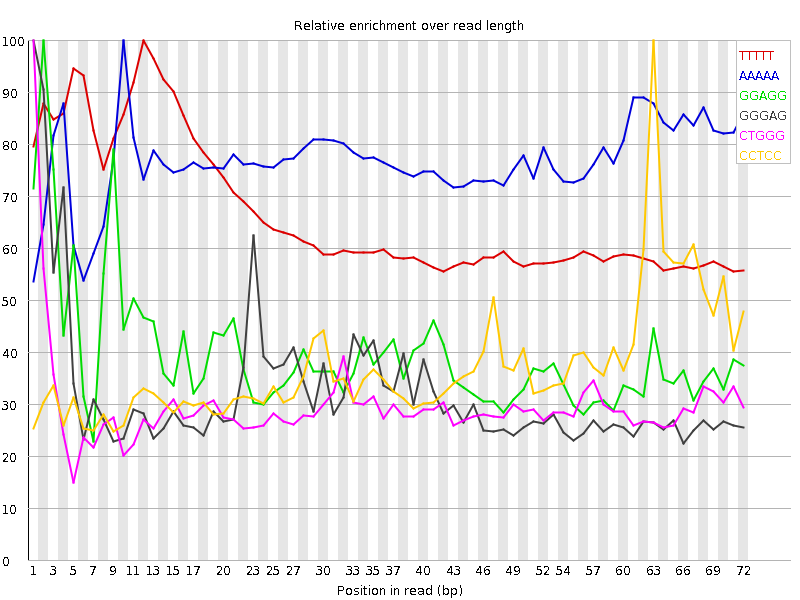 Relative enrichment over read length
100
90
80
70
60
50
40
30
20
10
0
TTTTT
AAAAA
GGAGG
GGGAG
CTGGG
CCTCC
1 3 5 7 9 11 13 15 17 20 23 25 27 30 33 35 37 40 43 46 49 52 54 57 60 63 66 69 72
Position in read (bp)